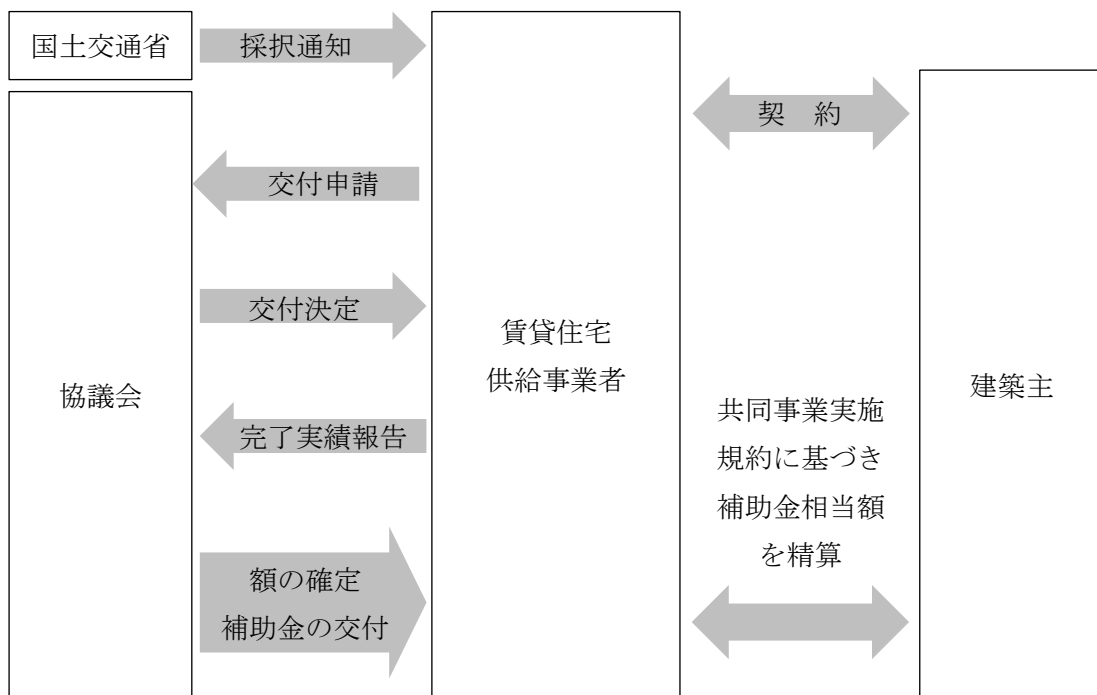 国土交通省
採択通知
契　約
交付申請
交付決定
賃貸住宅
供給事業者
協議会
建築主
完了実績報告
共同事業実施
規約に基づき
補助金相当額
を精算
額の確定
補助金の交付